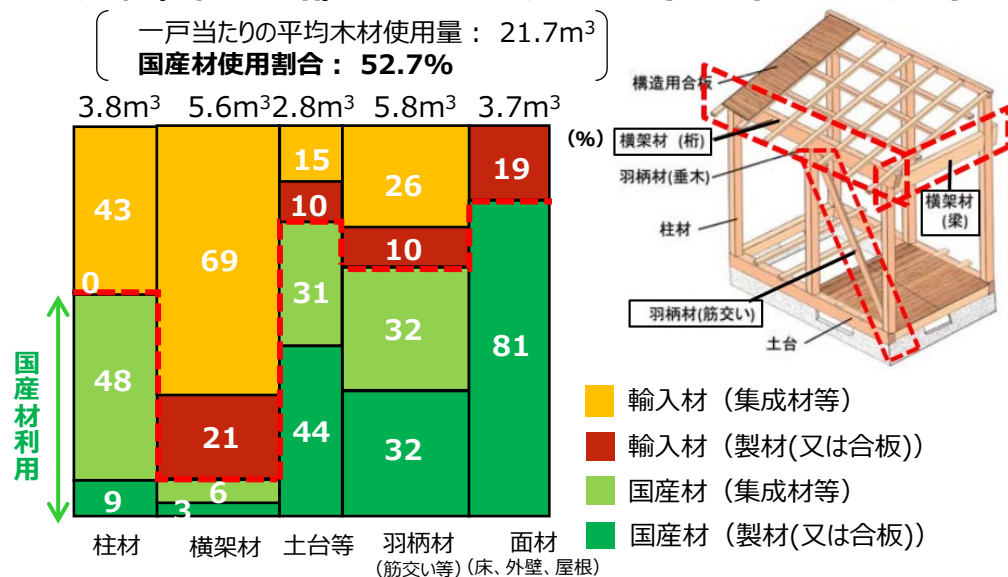 一戸当たりの平均木材使用量： 21.7m³
国産材使用割合： 52.7%
3.8m³ 5.6m³ 2.8m³ 5.8m³ 3.7m³
(%)
43
0
48
9
69
21
6
3
15
10
31
44
26
10
32
32
19
81
国産材利用
柱材 横架材 土台等 羽柄材 面材
(筋交い等) (床、外壁、屋根)
構造用合板
横架材 (桁)
羽柄材(垂木)
柱材
横架材
(梁)
羽柄材(筋交い)
土台
輸入材（集成材等）
輸入材（製材(又は合板)）
国産材（集成材等）
国産材（製材(又は合板)）